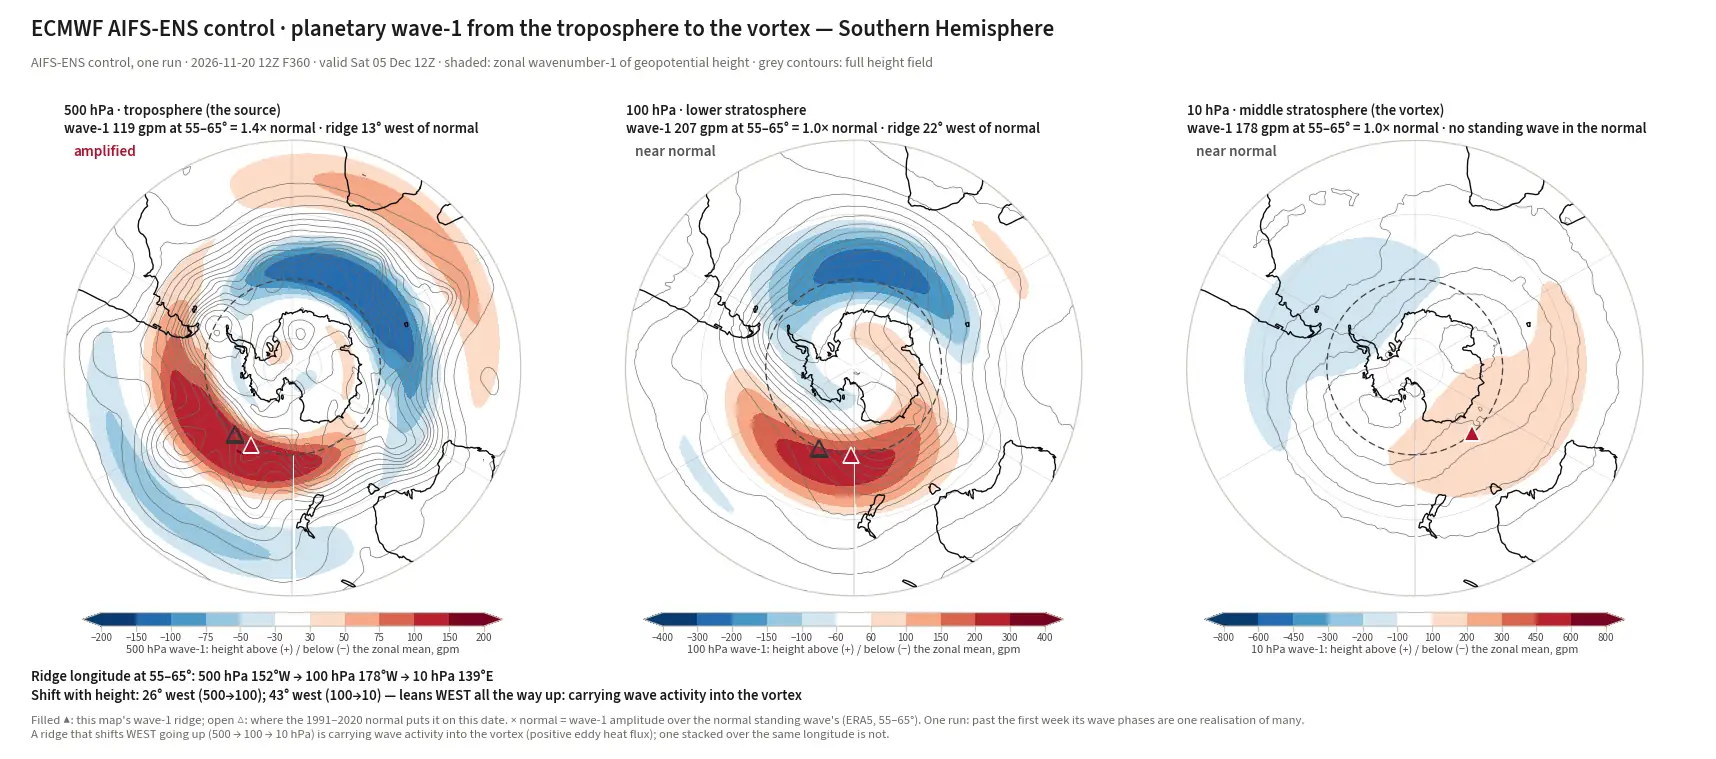 ECMWF AIFS-ENS control · planetary wave-1 from the troposphere to the vortex — Southern Hemisphere
AIFS-ENS control, one run · 2026-11-20 12Z F360 · valid Sat 05 Dec 12Z · shaded: zonal wavenumber-1 of geopotential height · grey contours: full height field
500 hPa · troposphere (the source)
wave-1 119 gpm at 55–65° = 1.4× normal · ridge 13° west of normal
amplified
100 hPa · lower stratosphere
wave-1 207 gpm at 55–65° = 1.0× normal · ridge 22° west of normal
near normal
10 hPa · middle stratosphere (the vortex)
wave-1 178 gpm at 55–65° = 1.0× normal · no standing wave in the normal
near normal
−200 −150 −100 −75 −50 −30 30 50 75 100 150 200
500 hPa wave-1: height above (+) / below (−) the zonal mean, gpm
−400 −300 −200 −150 −100 −60 60 100 150 200 300 400
100 hPa wave-1: height above (+) / below (−) the zonal mean, gpm
−800 −600 −450 −300 −200 −100 100 200 300 450 600 800
10 hPa wave-1: height above (+) / below (−) the zonal mean, gpm
Ridge longitude at 55–65°: 500 hPa 152°W → 100 hPa 178°W → 10 hPa 139°E
Shift with height: 26° west (500→100); 43° west (100→10) — leans WEST all the way up: carrying wave activity into the vortex
Filled ▲: this map's wave-1 ridge; open △: where the 1991–2020 normal puts it on this date. × normal = wave-1 amplitude over the normal standing wave's (ERA5, 55–65°). One run: past the first week its wave phases are one realisation of many.
A ridge that shifts WEST going up (500 → 100 → 10 hPa) is carrying wave activity into the vortex (positive eddy heat flux); one stacked over the same longitude is not.